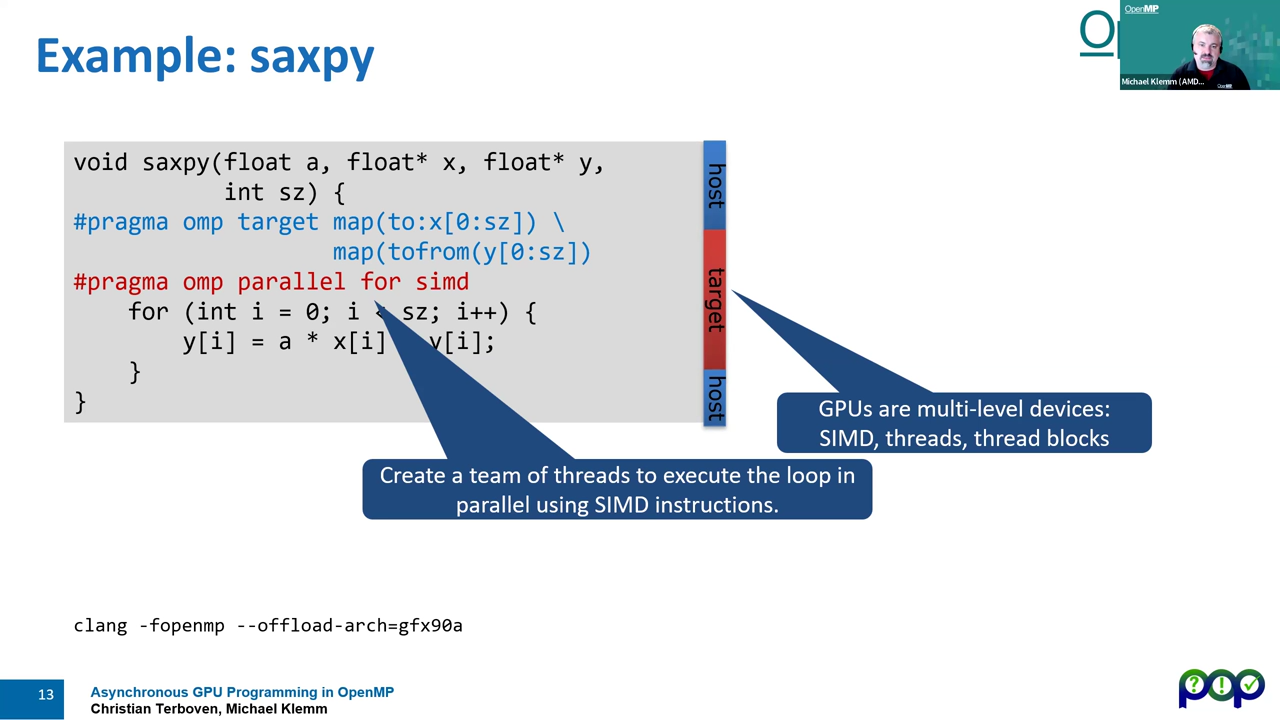 Example: saxpy
OpenMP
Michael Klemm (AMD...
OpenMP
void saxpy(float a, float* x, float* y,
int sz) {
#pragma omp target map(to:x[0:sz]) \
map(tofrom(y[0:sz])
#pragma omp parallel for simd
for (int i = 0; i < sz; i++) {
y[i] = a * x[i] y[i];
}
}
host
target
host
GPUs are multi-level devices:
SIMD, threads, thread blocks
Create a team of threads to execute the loop in
parallel using SIMD instructions.
clang -fopenmp --offload-arch=gfx90a
13
Asynchronous GPU Programming in OpenMP
Christian Terboven, Michael Klemm
pop